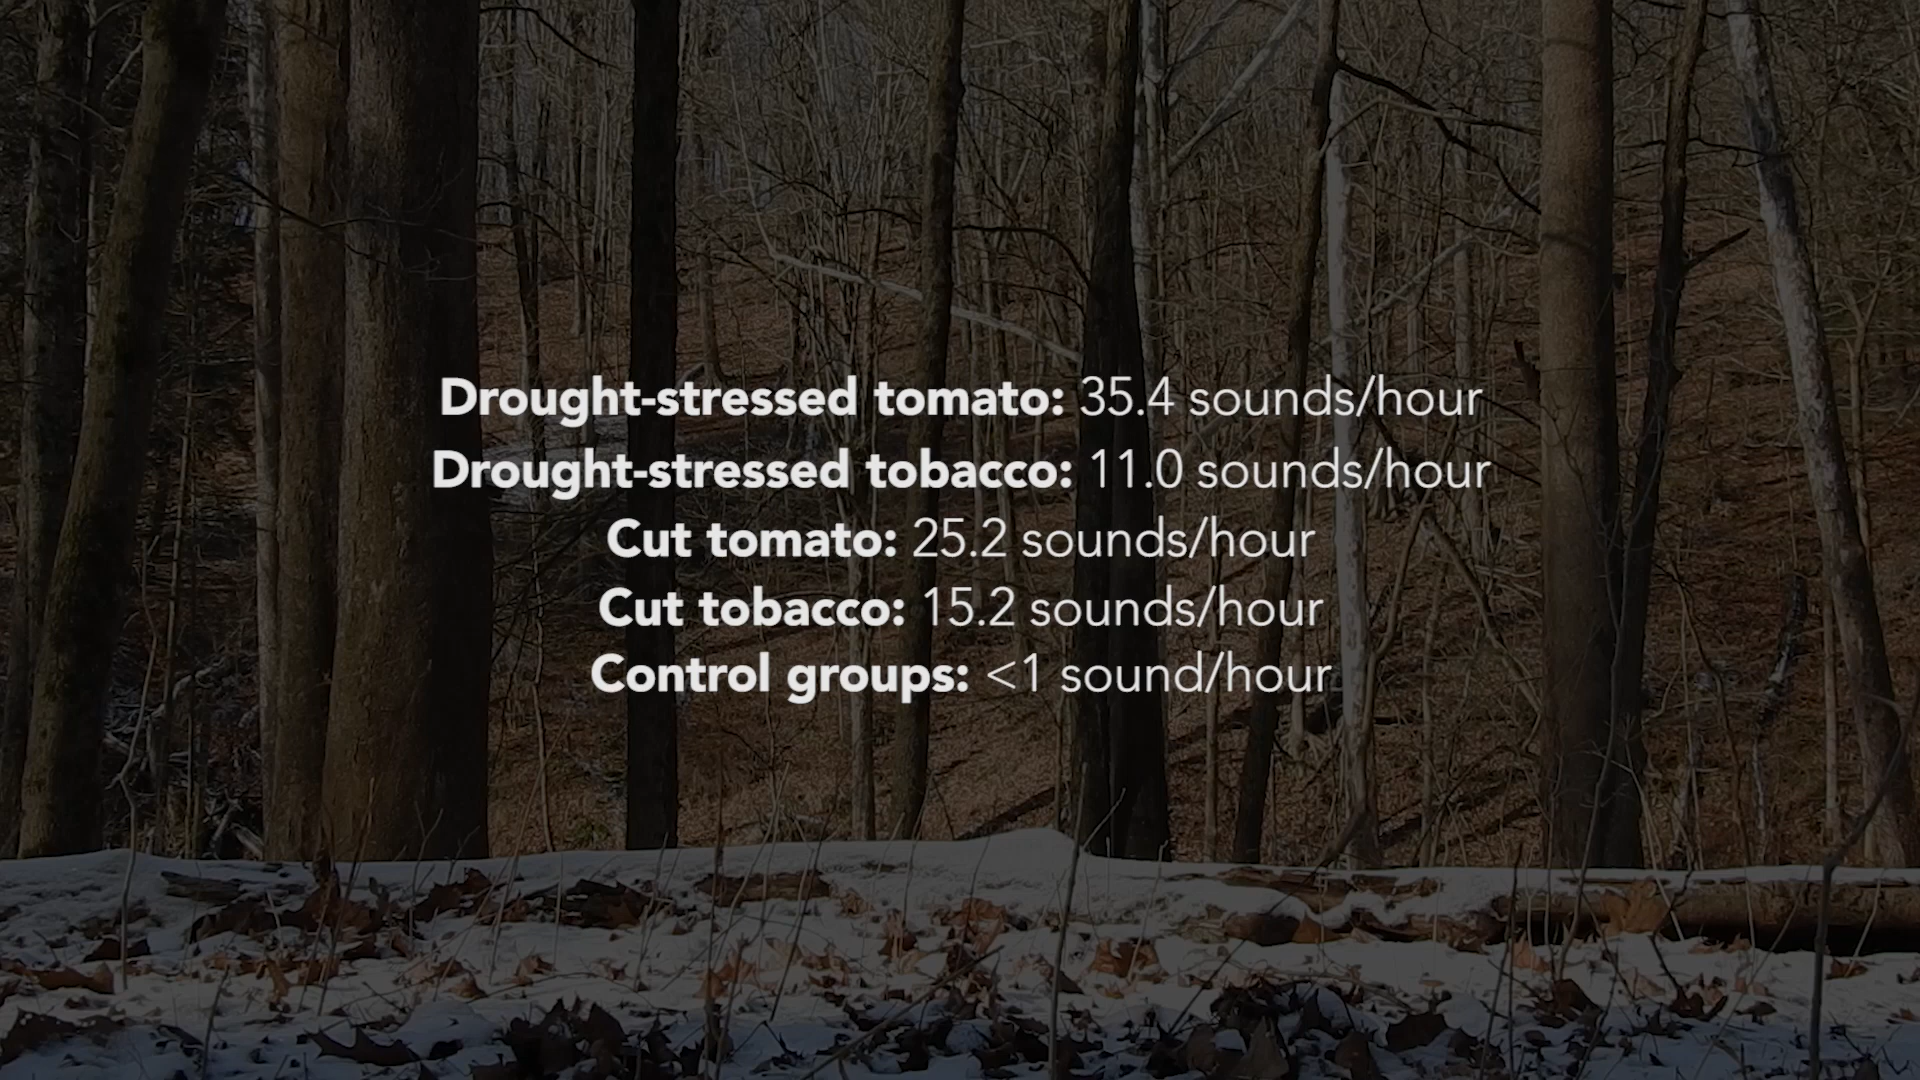 Drought-stressed tomato: 35.4 sounds/hour
Drought-stressed tobacco: 11.0 sounds/hour
Cut tomato: 25.2 sounds/hour
Cut tobacco: 15.2 sounds/hour
Control groups: <1 sound/hour